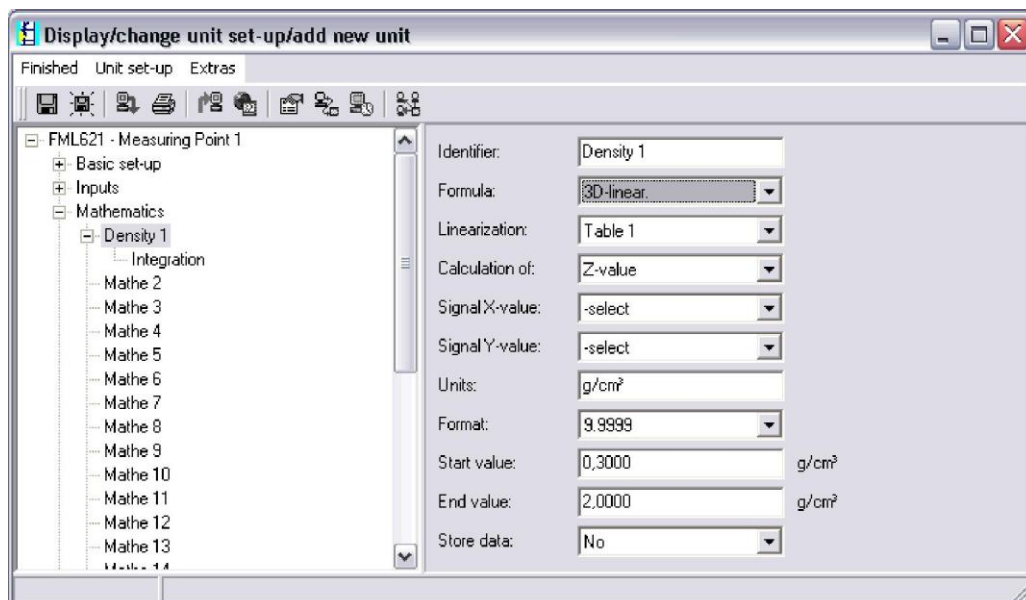 Display/change unit set-up/add new unit
Finished Unit set-up Extras
FML621 - Measuring Point 1
Basic set-up
Inputs
Mathematics
Density 1
Integration
Mathe 2
Mathe 3
Mathe 4
Mathe 5
Mathe 6
Mathe 7
Mathe 8
Mathe 9
Mathe 10
Mathe 11
Mathe 12
Mathe 13
Mathe 14
Identifier: Density 1
Formula: 3D-linear.
Linearization: Table 1
Calculation of: Z-value
Signal X-value: -select
Signal Y-value: -select
Units: g/cm³
Format: 9.9999
Start value: 0,3000 g/cm³
End value: 2,0000 g/cm³
Store data: No